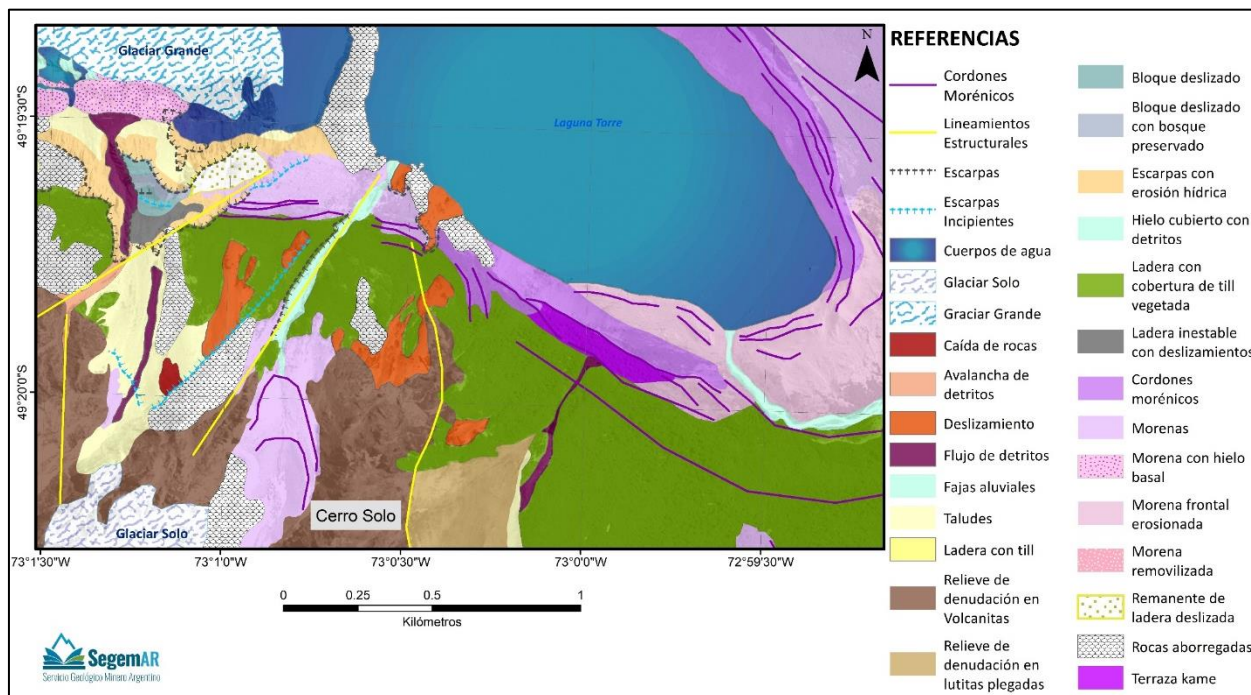 Glaciar Grande
N
Laguna Torre
49°19'30"S
49°20'0"S
Glaciar Solo
Cerro Solo
73°1'30"W
73°1'0"W
73°0'30"W
73°0'0"W
72°59'30"W
0
0.25
0.5
1
Kilómetros
SegemAR
Servicio Geológico Minero Argentino
REFERENCIAS
Cordones
Morénicos
Lineamientos
Estructurales
Escarpas
Escarpas
Incipientes
Cuerpos de agua
Glaciar Solo
Graciar Grande
Caída de rocas
Avalancha de
detritos
Deslizamiento
Flujo de detritos
Fajas aluviales
Taludes
Ladera con till
Relieve de
denudación en
Volcanitas
Relieve de
denudación en
lutitas plegadas
Bloque deslizado
Bloque deslizado
con bosque
preservado
Escarpas con
erosión hídrica
Hielo cubierto con
detritos
Ladera con
cobertura de till
vegetada
Ladera inestable
con deslizamientos
Cordones
morénicos
Morenas
Morena con hielo
basal
Morena frontal
erosionada
Morena
removilizada
Remanente de
ladera deslizada
Rocas aborregadas
Terraza kame